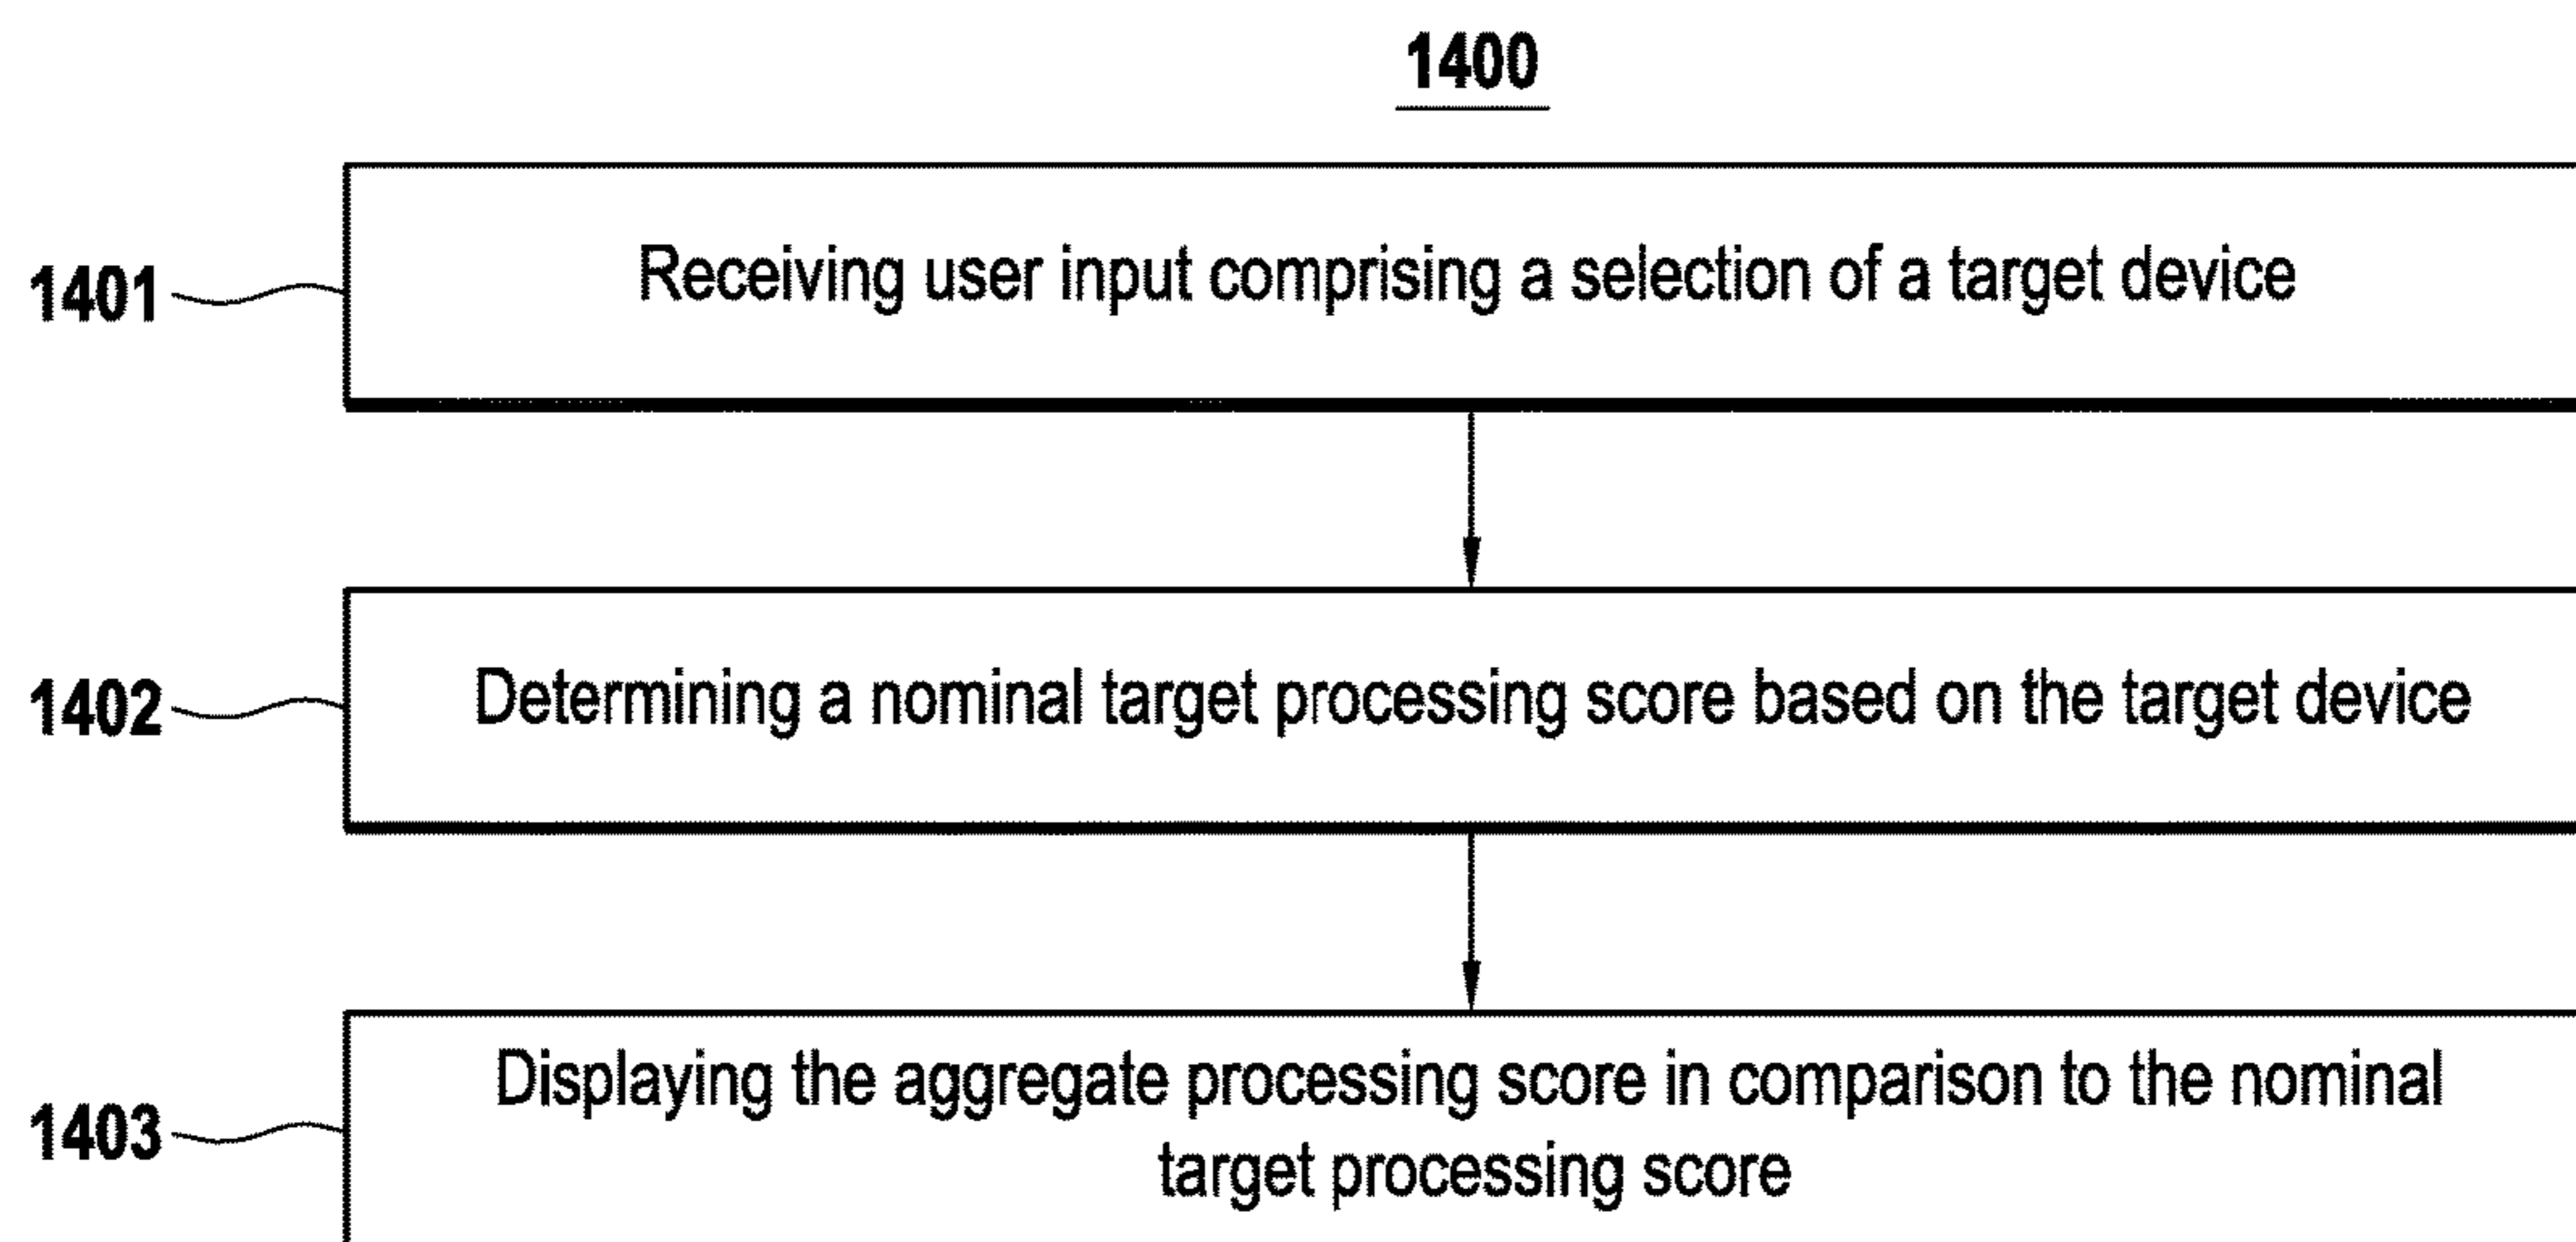 1400
1401
Receiving user input comprising a selection of a target device
1402
Determining a nominal target processing score based on the target device
1403
Displaying the aggregate processing score in comparison to the nominal
target processing score